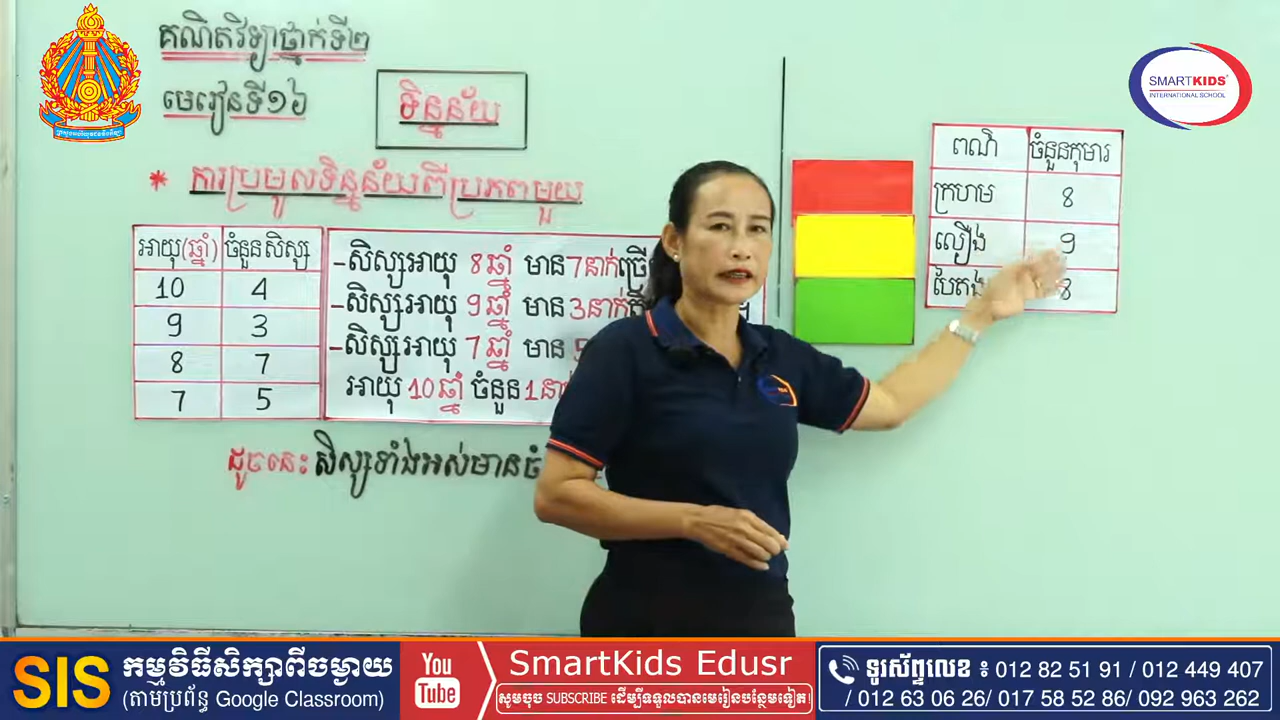 គណិតវិទ្យាថ្នាក់ទី២
មេរៀនទី១៦
ទិន្នន័យ
* ការប្រមូលទិន្នន័យពីប្រភពមួយ
អាយុ(ឆ្នាំ) ចំនួនសិស្ស
10 4
9 3
8 7
7 5
-សិស្សអាយុ 8ឆ្នាំ មាន7នាក់ច្រើ
-សិស្សអាយុ 9ឆ្នាំ មាន3នាក់
-សិស្សអាយុ 7ឆ្នាំ មាន
អាយុ 10ឆ្នាំ ចំនួន1នាក់
ដូចនេះ សិស្សទាំងអស់មានចំ
ពណ៌ ចំនួនកុមារ
ក្រហាម 8
លឿង 9
បៃតង 8
SMARTKIDS
INTERNATIONAL SCHOOL
SIS កម្មវិធីសិក្សាពីចម្ងាយ
(តាមប្រព័ន្ធ Google Classroom)
You
Tube
SmartKids Edusr
សូមចុច SUBSCRIBE ដើម្បីទទួលបានមេរៀនបន្ថែមទៀត!
ទូរស័ព្ទលេខ ៖ 012 82 51 91 / 012 449 407
/ 012 63 06 26/ 017 58 52 86/ 092 963 262